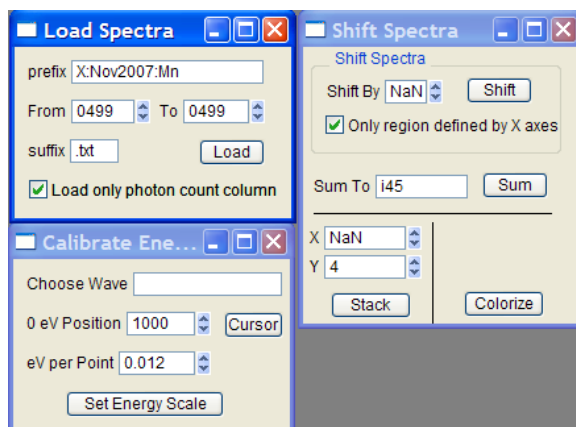 Load Spectra
prefix X:Nov2007:Mn
From 0499 To 0499
suffix .txt Load
Load only photon count column
Shift Spectra
Shift Spectra
Shift By NaN Shift
Only region defined by X axes
Sum To i45 Sum
X NaN
Y 4
Stack Colorize
Calibrate Ene...
Choose Wave
0 eV Position 1000 Cursor
eV per Point 0.012
Set Energy Scale